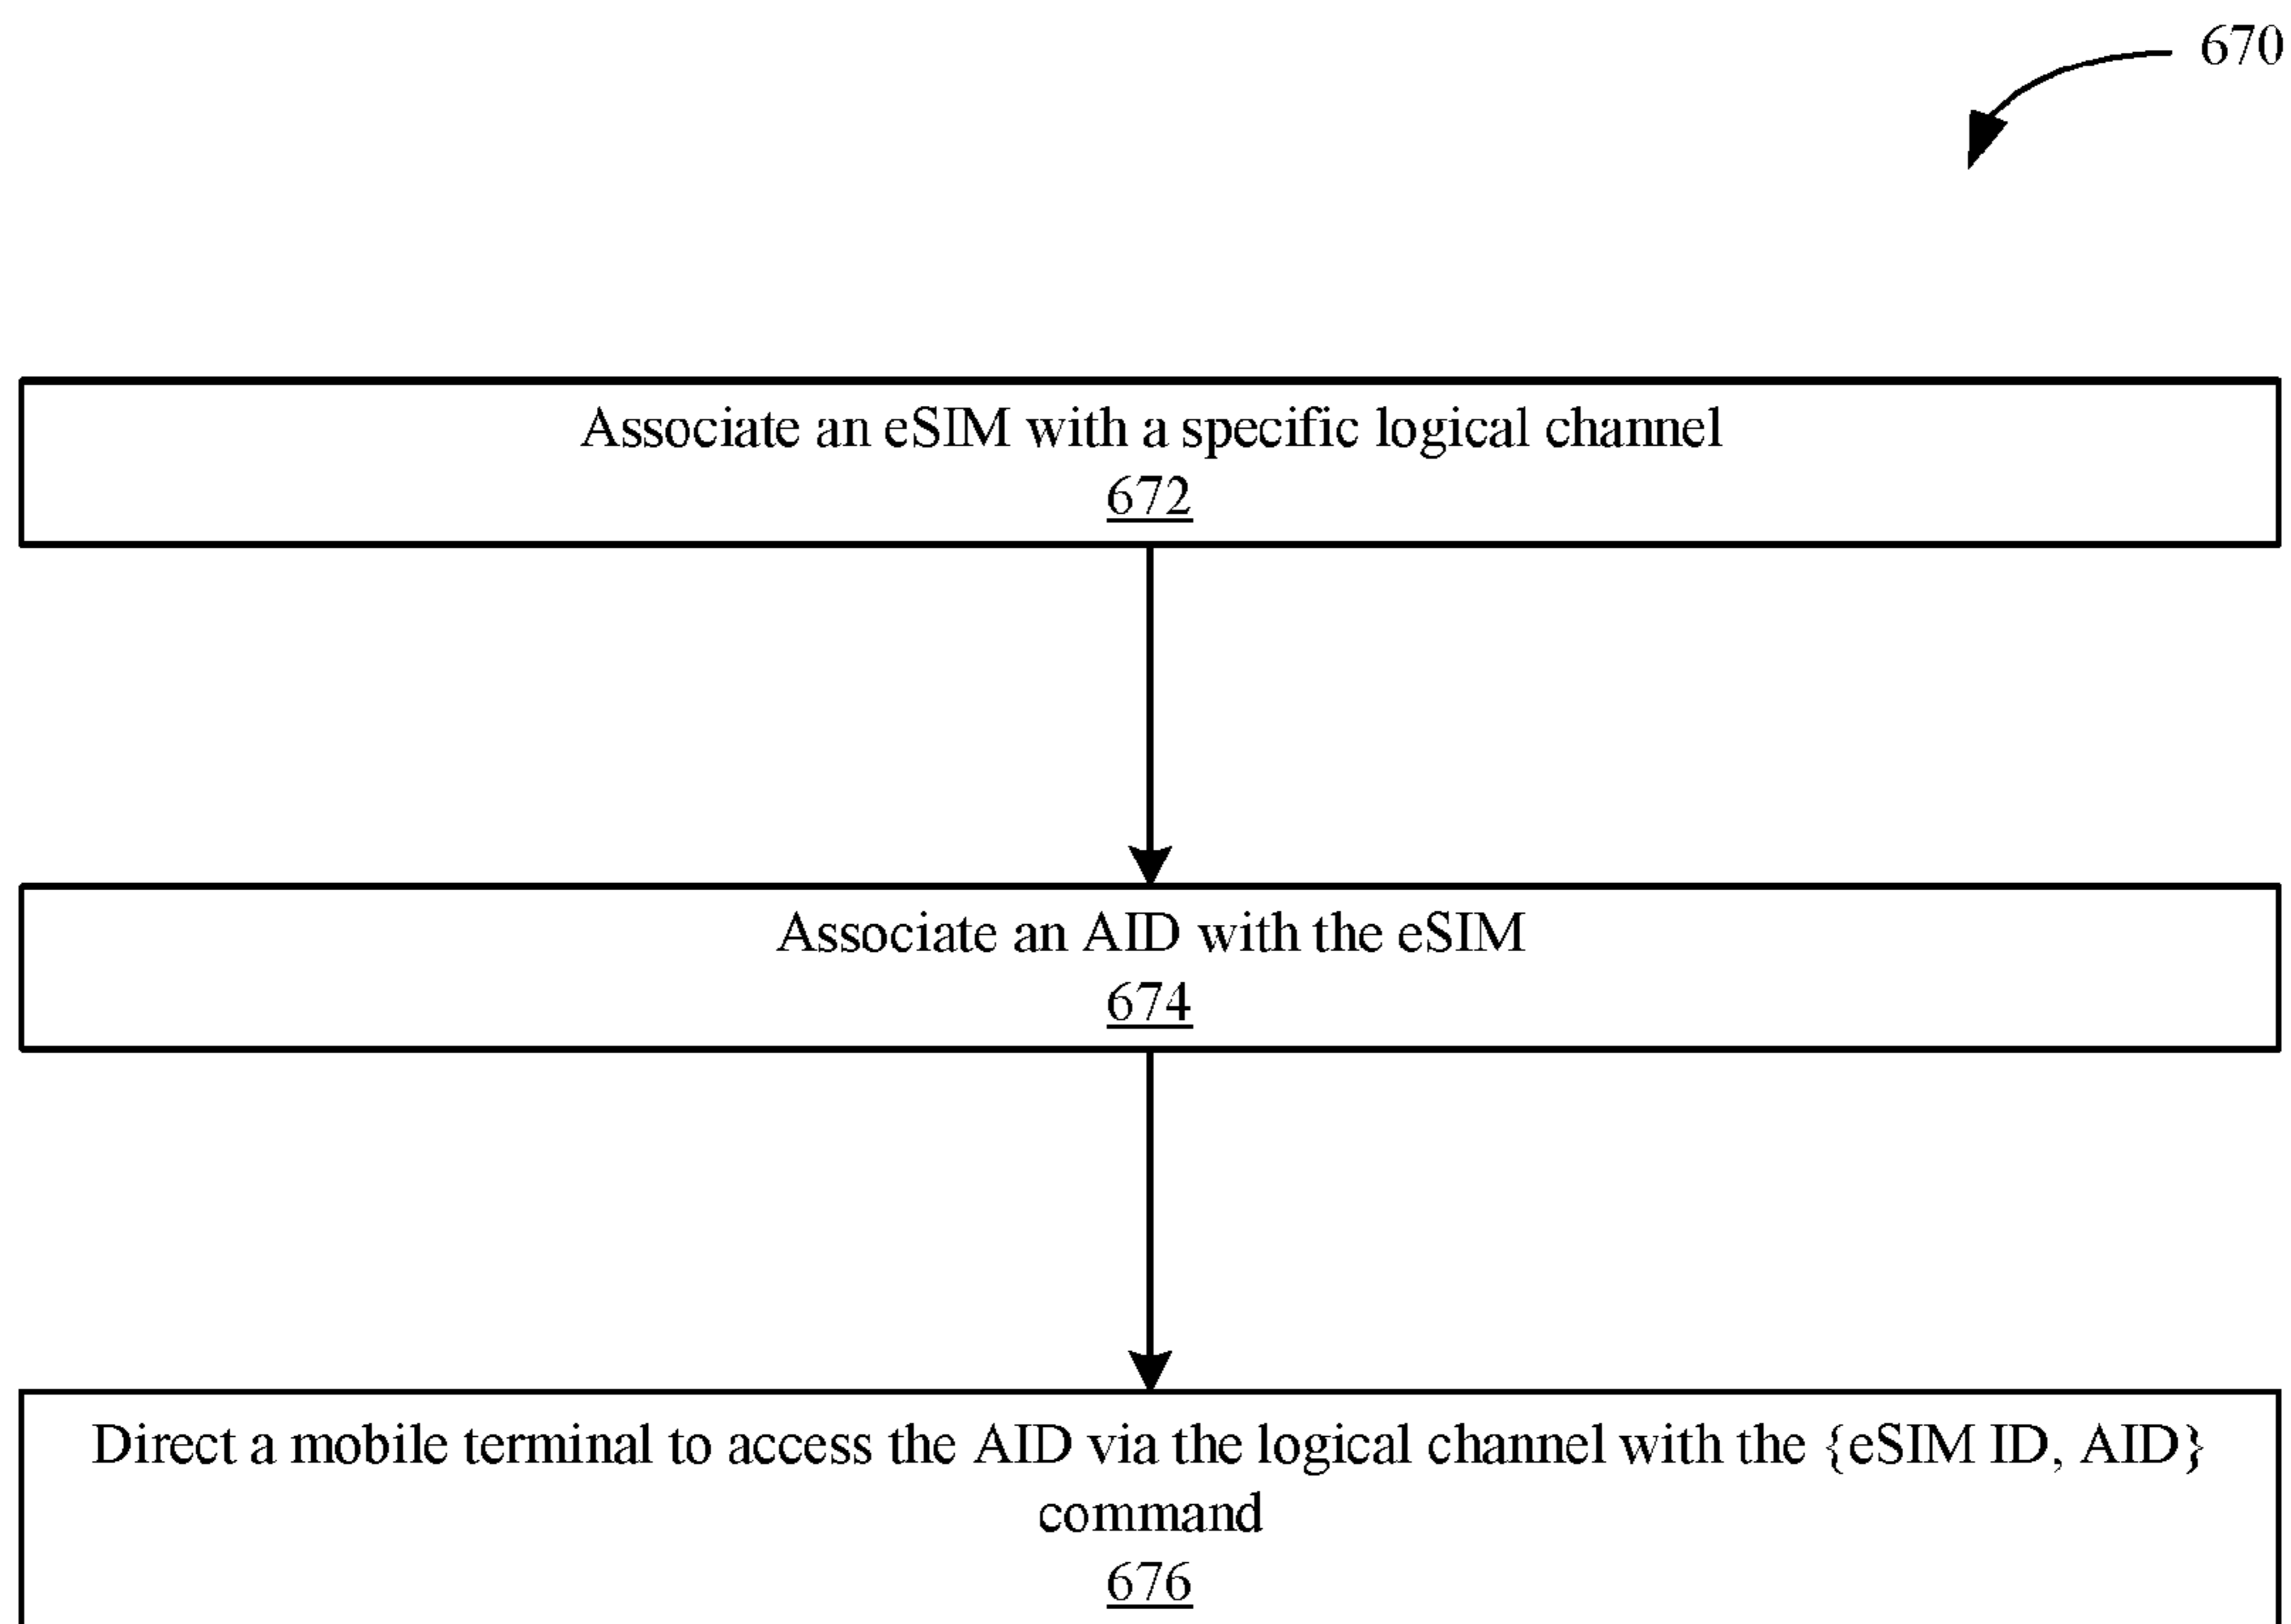 670
Associate an eSIM with a specific logical channel
672
Associate an AID with the eSIM
674
Direct a mobile terminal to access the AID via the logical channel with the {eSIM ID, AID}
command
676